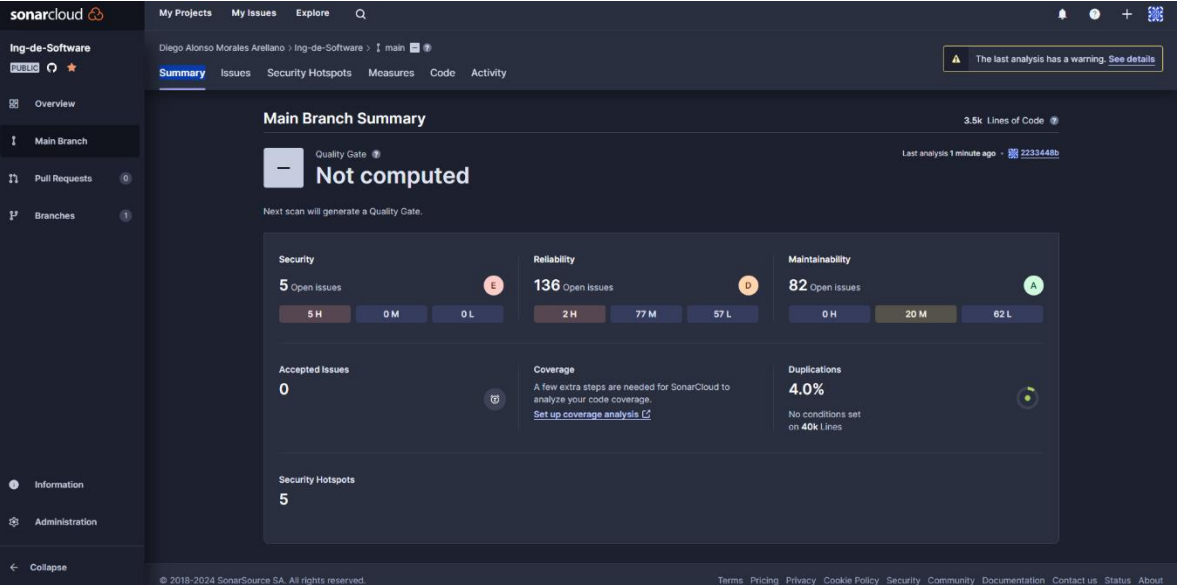 sonarcloud
My Projects My Issues Explore
Ing-de-Software
PUBLIC
Overview
Main Branch
Pull Requests 0
Branches 1
Information
Administration
Collapse
Diego Alonso Morales Arellano > Ing-de-Software > main
The last analysis has a warning. See details
Summary Issues Security Hotspots Measures Code Activity
Main Branch Summary
3.5k Lines of Code
Quality Gate
Not computed
Last analysis 1 minute ago • 2233448b
Next scan will generate a Quality Gate.
Security
5 Open issues E
5 H 0 M 0 L
Reliability
136 Open issues D
2 H 77 M 57 L
Maintainability
82 Open issues A
0 H 20 M 62 L
Accepted Issues
0
Coverage
A few extra steps are needed for SonarCloud to
analyze your code coverage.
Set up coverage analysis
Duplications
4.0%
No conditions set
on 40k Lines
Security Hotspots
5
© 2018-2024 SonarSource SA. All rights reserved.
Terms Pricing Privacy Cookie Policy Security Community Documentation Contact us Status About